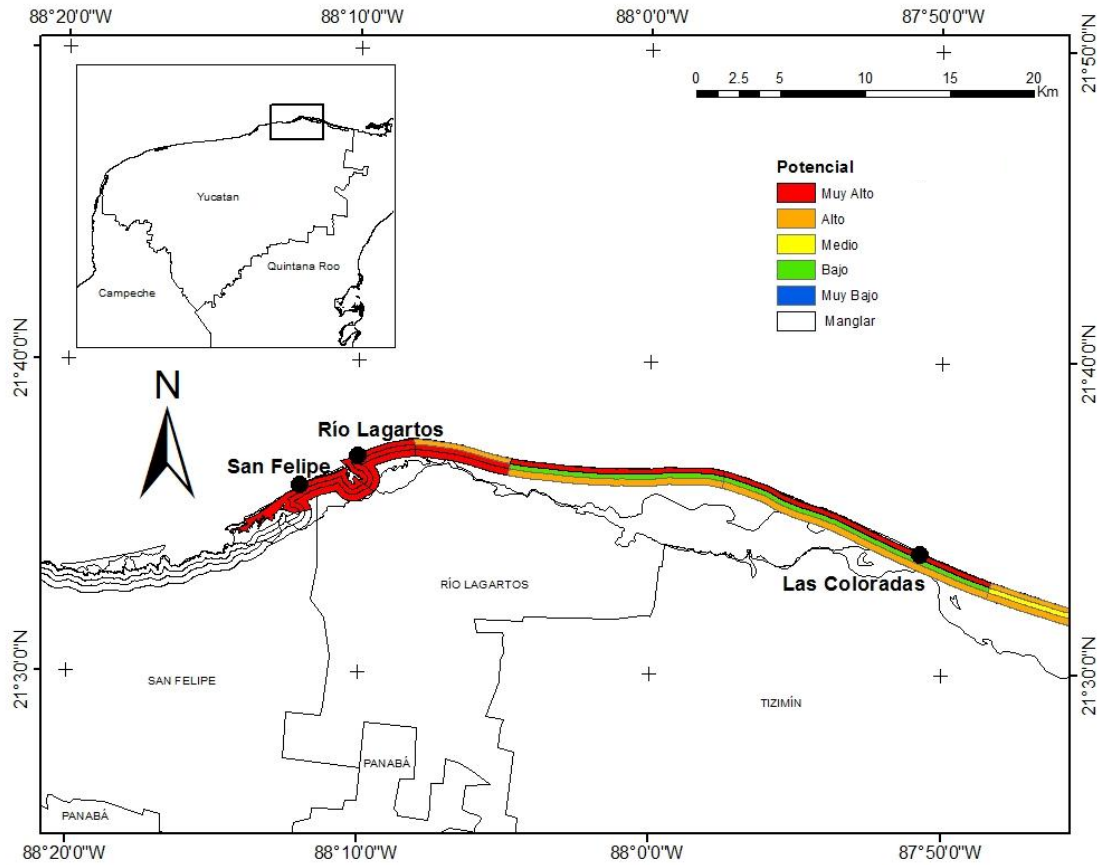 88°20'0"W 88°10'0"W 88°0'0"W 87°50'0"W
21°50'0"N
0 2.5 5 10 15 20
Km
Yucatan
Quintana Roo
Campeche
Potencial
Muy Alto
Alto
Medio
Bajo
Muy Bajo
Manglar
21°40'0"N 21°40'0"N
N
Río Lagartos
San Felipe
Las Coloradas
RÍO LAGARTOS
SAN FELIPE
TIZIMÍN
PANABÁ
PANABÁ
21°30'0"N 21°30'0"N
88°20'0"W 88°10'0"W 88°0'0"W 87°50'0"W